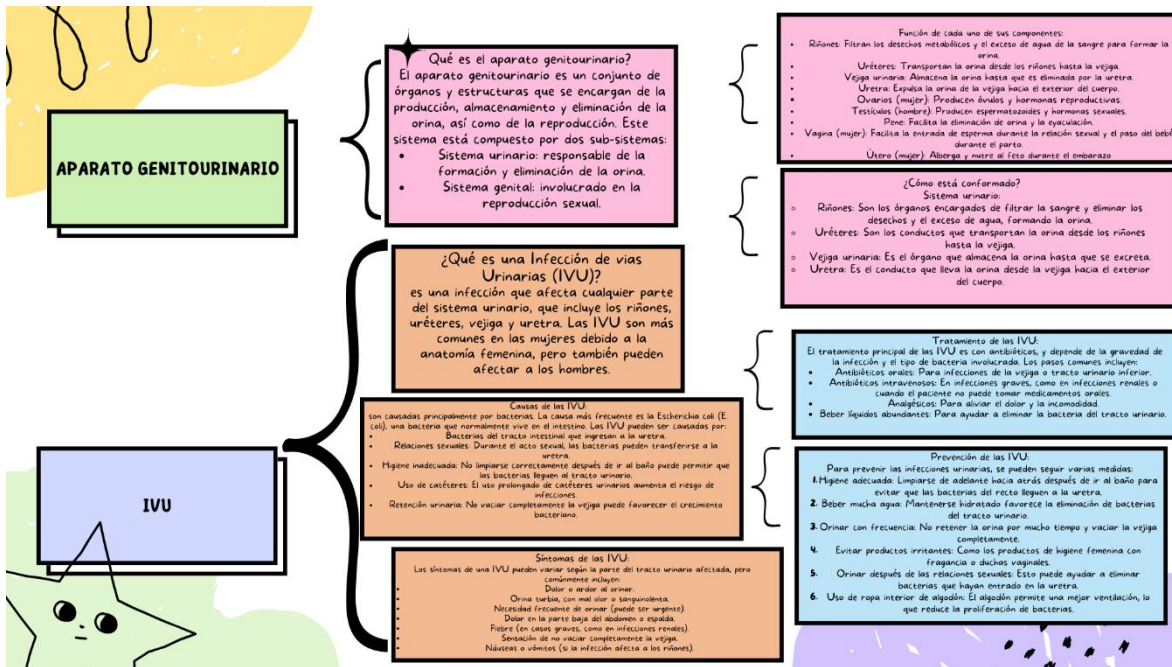 APARATO GENITOURINARIO
Qué es el aparato genitourinario?
El aparato genitourinario es un conjunto de
órganos y estructuras que se encargan de la
producción, almacenamiento y eliminación de la
orina, así como de la reproducción. Este
sistema está compuesto por dos sub-sistemas:
• Sistema urinario: responsable de la
formación y eliminación de la orina.
• Sistema genital: involucrado en la
reproducción sexual.
Función de cada uno de sus componentes:
• Riñones: Filtran los desechos metabólicos y el exceso de agua de la sangre para formar la
orina.
• Uréteres: Transportan la orina desde los riñones hasta la vejiga.
• Vejiga urinaria: Almacena la orina hasta que es eliminada por la uretra.
• Uretra: Expulsa la orina de la vejiga hacia el exterior del cuerpo.
• Ovarios (mujer): Producen óvulos y hormonas reproductivas.
• Testículos (hombre): Producen espermatozoides y hormonas sexuales.
• Pene: Facilita la eliminación de orina y la eyaculación.
• Vagina (mujer): Facilita la entrada de esperma durante la relación sexual y el paso del bebé
durante el parto.
• Útero (mujer): Alberga y nutre al feto durante el embarazo
¿Cómo está conformado?
Sistema urinario:
○ Riñones: Son los órganos encargados de filtrar la sangre y eliminar los
desechos y el exceso de agua, formando la orina.
○ Uréteres: Son los conductos que transportan la orina desde los riñones
hasta la vejiga.
○ Vejiga urinaria: Es el órgano que almacena la orina hasta que se excreta.
○ Uretra: Es el conducto que lleva la orina desde la vejiga hacia el exterior
del cuerpo.
IVU
¿Qué es una Infección de vias
Urinarias (IVU)?
es una infección que afecta cualquier parte
del sistema urinario, que incluye los riñones,
uréteres, vejiga y uretra. Las IVU son más
comunes en las mujeres debido a la
anatomía femenina, pero también pueden
afectar a los hombres.
Causas de las IVU:
son causadas principalmente por bacterias. La causa más frecuente es la Escherichia coli (E.
coli), una bacteria que normalmente vive en el intestino. Las IVU pueden ser causadas por:
• Bacterias del tracto intestinal que ingresan a la uretra.
• Relaciones sexuales: Durante el acto sexual, las bacterias pueden transferirse a la
uretra.
• Higiene inadecuada: No limpiarse correctamente después de ir al baño puede permitir que
las bacterias lleguen al tracto urinario.
• Uso de catéteres: El uso prolongado de catéteres urinarios aumenta el riesgo de
infecciones.
• Retención urinaria: No vaciar completamente la vejiga puede favorecer el crecimiento
bacteriano.
Síntomas de las IVU:
Los síntomas de una IVU pueden variar según la parte del tracto urinario afectada, pero
comúnmente incluyen:
Dolor o ardor al orinar.
Orina turbia, con mal olor o sanguinolenta.
Necesidad frecuente de orinar (puede ser urgente).
Dolor en la parte baja del abdomen o espalda.
Fiebre (en casos graves, como en infecciones renales).
Sensación de no vaciar completamente la vejiga.
Náuseas o vómitos (si la infección afecta a los riñones).
Tratamiento de las IVU:
El tratamiento principal de las IVU es con antibióticos, y depende de la gravedad de
la infección y el tipo de bacteria involucrada. Los pasos comunes incluyen:
• Antibióticos orales: Para infecciones de la vejiga o tracto urinario inferior.
• Antibióticos intravenosos: En infecciones graves, como en infecciones renales o
cuando el paciente no puede tomar medicamentos orales.
• Analgésicos: Para aliviar el dolor y la incomodidad.
• Beber líquidos abundantes: Para ayudar a eliminar la bacteria del tracto urinario.
Prevención de las IVU:
Para prevenir las infecciones urinarias, se pueden seguir varias medidas:
1. Higiene adecuada: Limpiarse de adelante hacia atrás después de ir al baño para
evitar que las bacterias del recto lleguen a la uretra.
2. Beber mucha agua: Mantenerse hidratado favorece la eliminación de bacterias
del tracto urinario.
3. Orinar con frecuencia: No retener la orina por mucho tiempo y vaciar la vejiga
completamente.
4. Evitar productos irritantes: Como los productos de higiene femenina con
fragancia o duchas vaginales.
5. Orinar después de las relaciones sexuales: Esto puede ayudar a eliminar
bacterias que hayan entrado en la uretra.
6. Uso de ropa interior de algodón: El algodón permite una mejor ventilación, lo
que reduce la proliferación de bacterias.